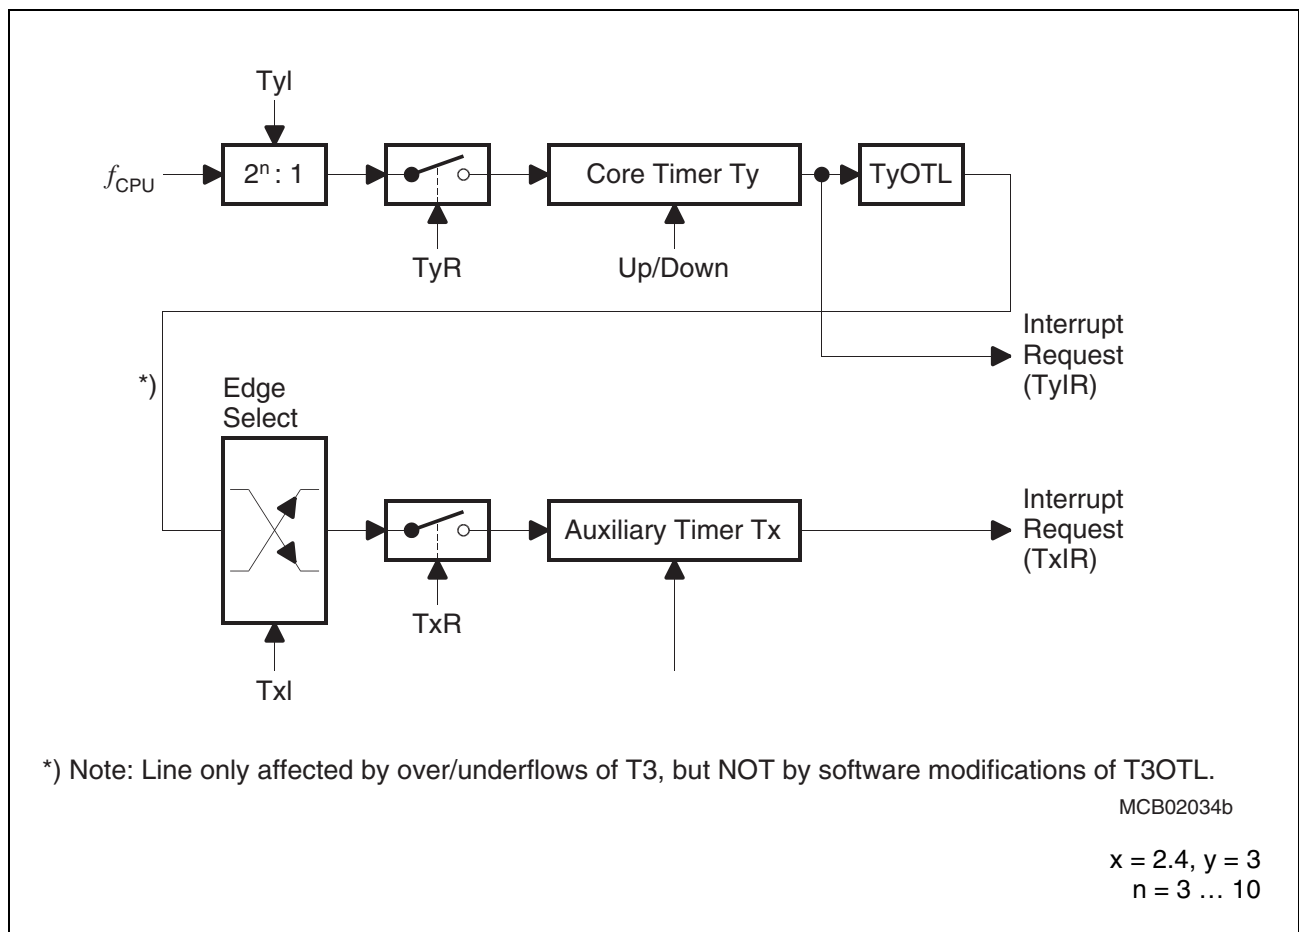 TyI
fCPU
2ⁿ : 1
Core Timer Ty
TyOTL
TyR
Up/Down
Interrupt
Request
(TyIR)
*)
Edge
Select
Auxiliary Timer Tx
Interrupt
Request
(TxIR)
TxR
TxI
*) Note: Line only affected by over/underflows of T3, but NOT by software modifications of T3OTL.
MCB02034b
x = 2.4, y = 3
n = 3 … 10